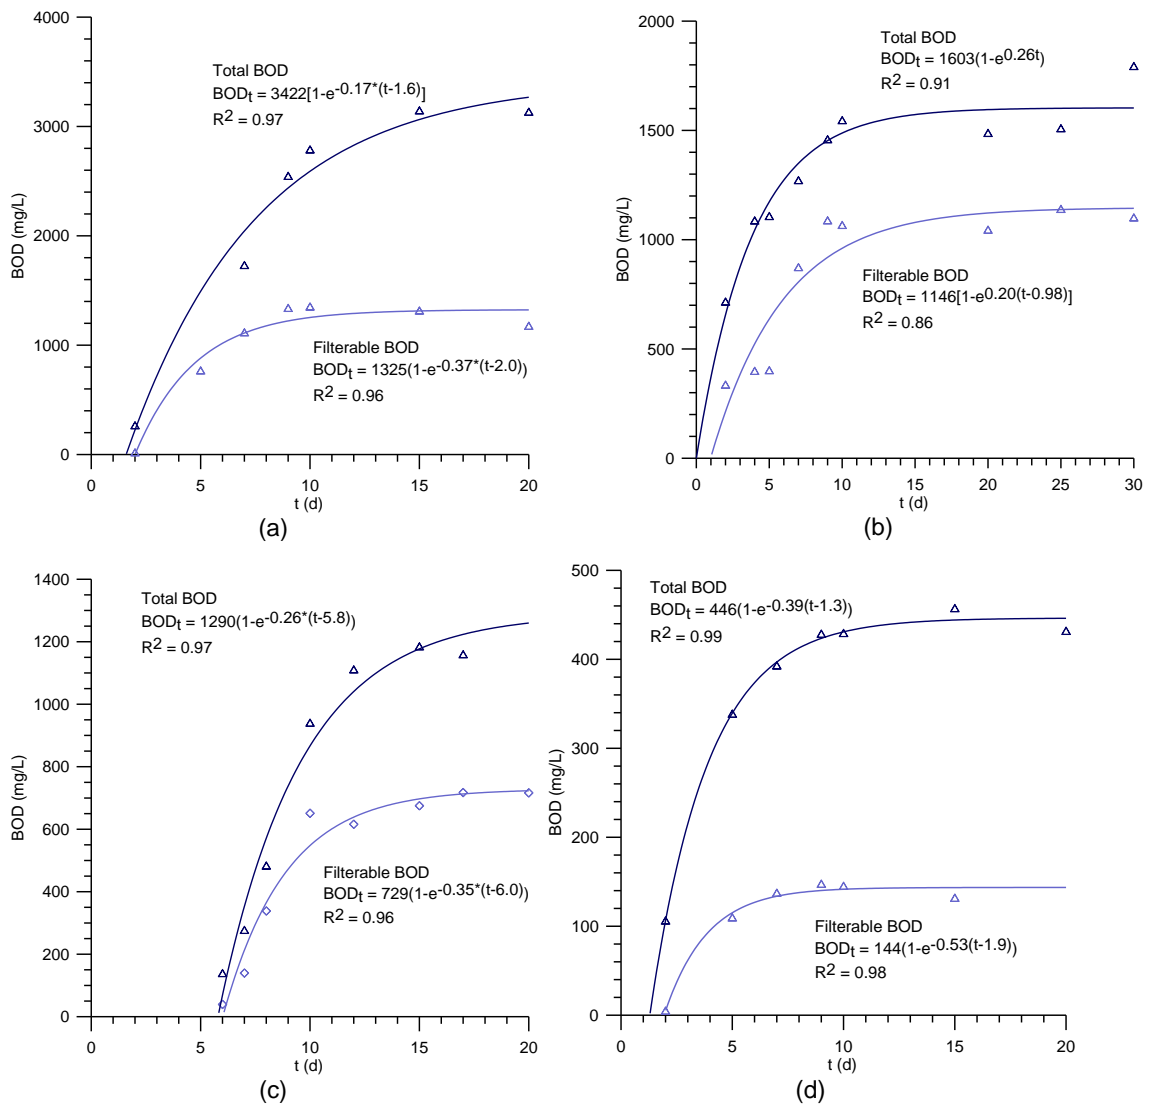 4000
3000
2000
1000
0
BOD (mg/L)
Total BOD
BODt = 3422[1-e-0.17*(t-1.6)]
R2 = 0.97
Filterable BOD
BODt = 1325(1-e-0.37*(t-2.0))
R2 = 0.96
0 5 10 15 20
t (d)
(a)
2000
1500
1000
500
0
BOD (mg/L)
Total BOD
BODt = 1603(1-e0.26t)
R2 = 0.91
Filterable BOD
BODt = 1146[1-e0.20(t-0.98)]
R2 = 0.86
0 5 10 15 20 25 30
t (d)
(b)
1400
1200
1000
800
600
400
200
0
BOD (mg/L)
Total BOD
BODt = 1290(1-e-0.26*(t-5.8))
R2 = 0.97
Filterable BOD
BODt = 729(1-e-0.35*(t-6.0))
R2 = 0.96
0 5 10 15 20
t (d)
(c)
500
400
300
200
100
0
BOD (mg/L)
Total BOD
BODt = 446(1-e-0.39(t-1.3))
R2 = 0.99
Filterable BOD
BODt = 144(1-e-0.53(t-1.9))
R2 = 0.98
0 5 10 15 20
t (d)
(d)